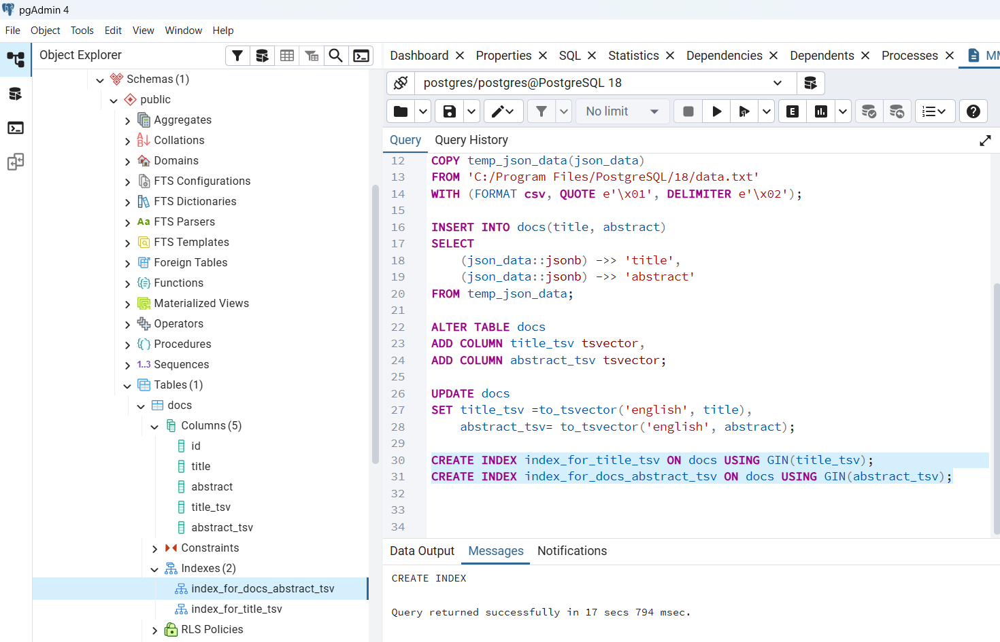 pgAdmin 4
File Object Tools Edit View Window Help
Object Explorer
Schemas (1)
public
Aggregates
Collations
Domains
FTS Configurations
FTS Dictionaries
Aa FTS Parsers
FTS Templates
Foreign Tables
Functions
Materialized Views
Operators
Procedures
1..3 Sequences
Tables (1)
docs
Columns (5)
id
title
abstract
title_tsv
abstract_tsv
Constraints
Indexes (2)
index_for_docs_abstract_tsv
index_for_title_tsv
RLS Policies
Dashboard Properties SQL Statistics Dependencies Dependents Processes
postgres/postgres@PostgreSQL 18
No limit
E
Query Query History
12 COPY temp_json_data(json_data)
13 FROM 'C:/Program Files/PostgreSQL/18/data.txt'
14 WITH (FORMAT csv, QUOTE e'\x01', DELIMITER e'\x02');
15
16 INSERT INTO docs(title, abstract)
17 SELECT
18     (json_data::jsonb) ->> 'title',
19     (json_data::jsonb) ->> 'abstract'
20 FROM temp_json_data;
21
22 ALTER TABLE docs
23 ADD COLUMN title_tsv tsvector,
24 ADD COLUMN abstract_tsv tsvector;
25
26 UPDATE docs
27 SET title_tsv =to_tsvector('english', title),
28     abstract_tsv= to_tsvector('english', abstract);
29
30 CREATE INDEX index_for_title_tsv ON docs USING GIN(title_tsv);
31 CREATE INDEX index_for_docs_abstract_tsv ON docs USING GIN(abstract_tsv);
32
33
34
Data Output Messages Notifications
CREATE INDEX
Query returned successfully in 17 secs 794 msec.